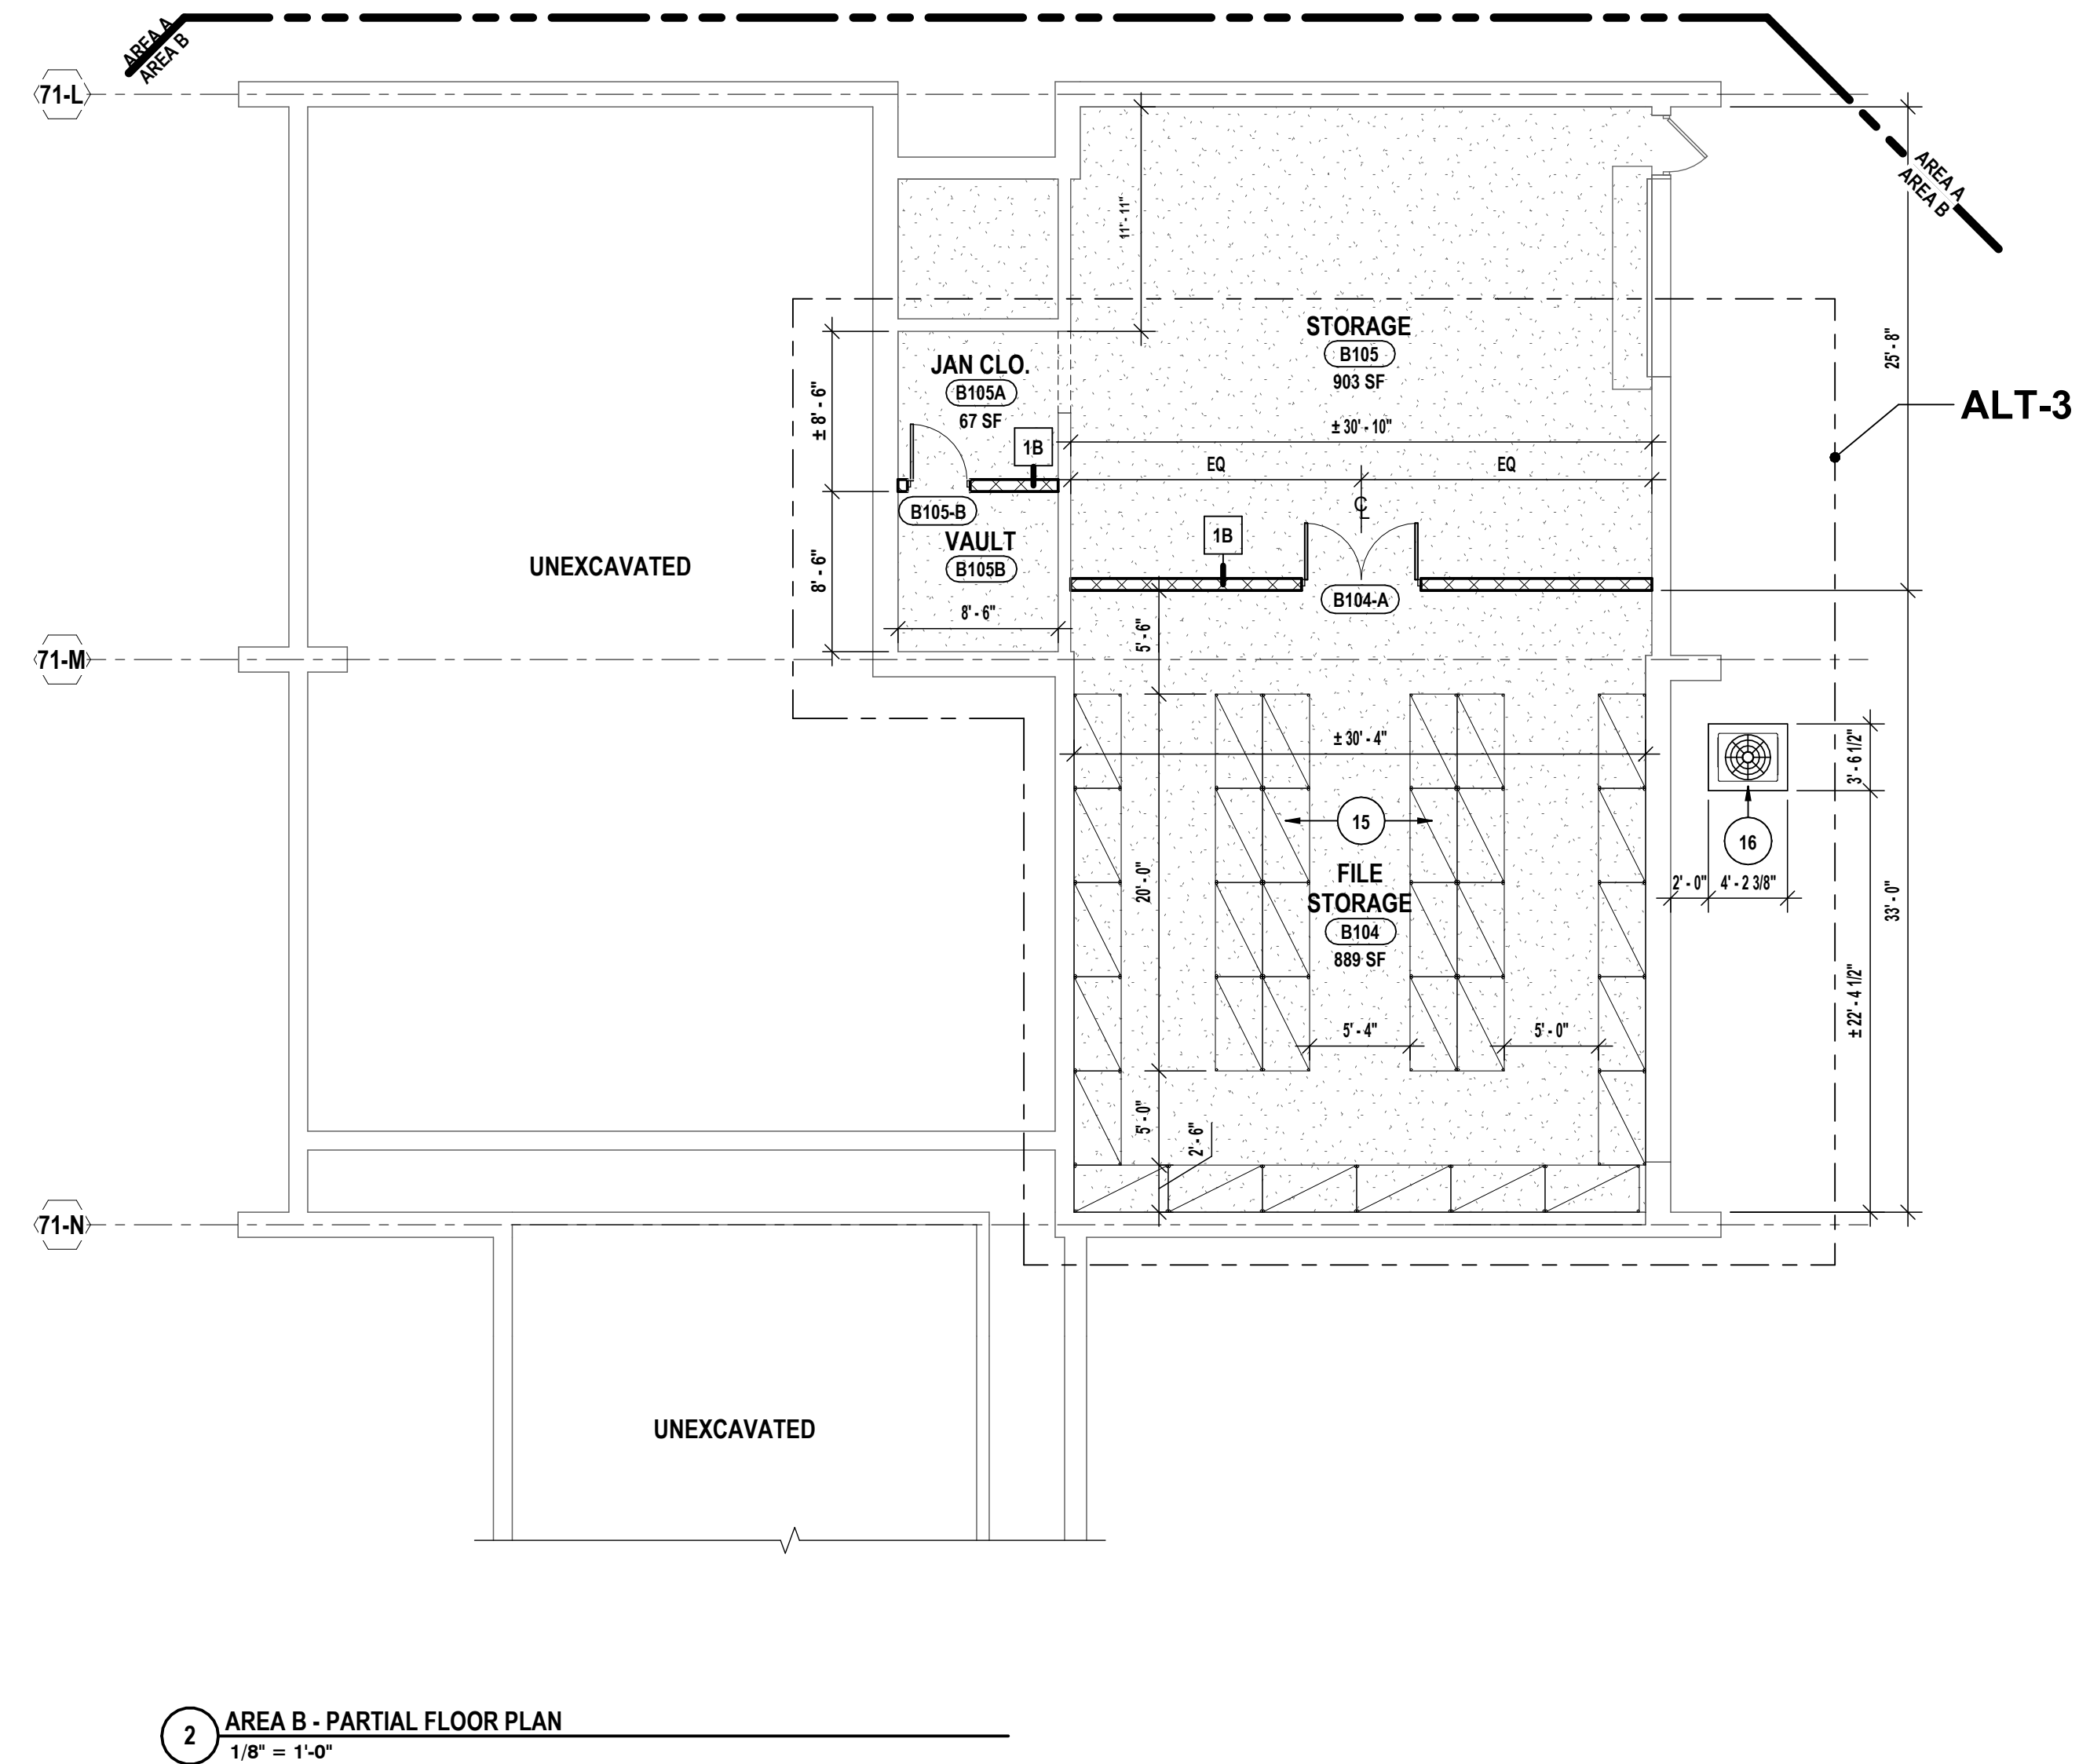 AREA A
AREA B
71-L
AREA A
AREA B
11' - 11"
STORAGE
B105
903 SF
25' - 8"
JAN CLO.
B105A
67 SF
± 8' - 6"
ALT-3
1B
± 30' - 10"
EQ
EQ
CL
B105-B
VAULT
B105B
1B
UNEXCAVATED
8' - 6"
8' - 6"
B104-A
5' - 6"
71-M
± 30' - 4"
3' - 6 1/2"
15
16
FILE
STORAGE
B104
889 SF
20' - 0"
2' - 0"
4' - 2 3/8"
33' - 0"
± 22' - 4 1/2"
5' - 4"
5' - 0"
5' - 0"
2' - 6"
71-N
UNEXCAVATED
2
AREA B - PARTIAL FLOOR PLAN
1/8" = 1'-0"